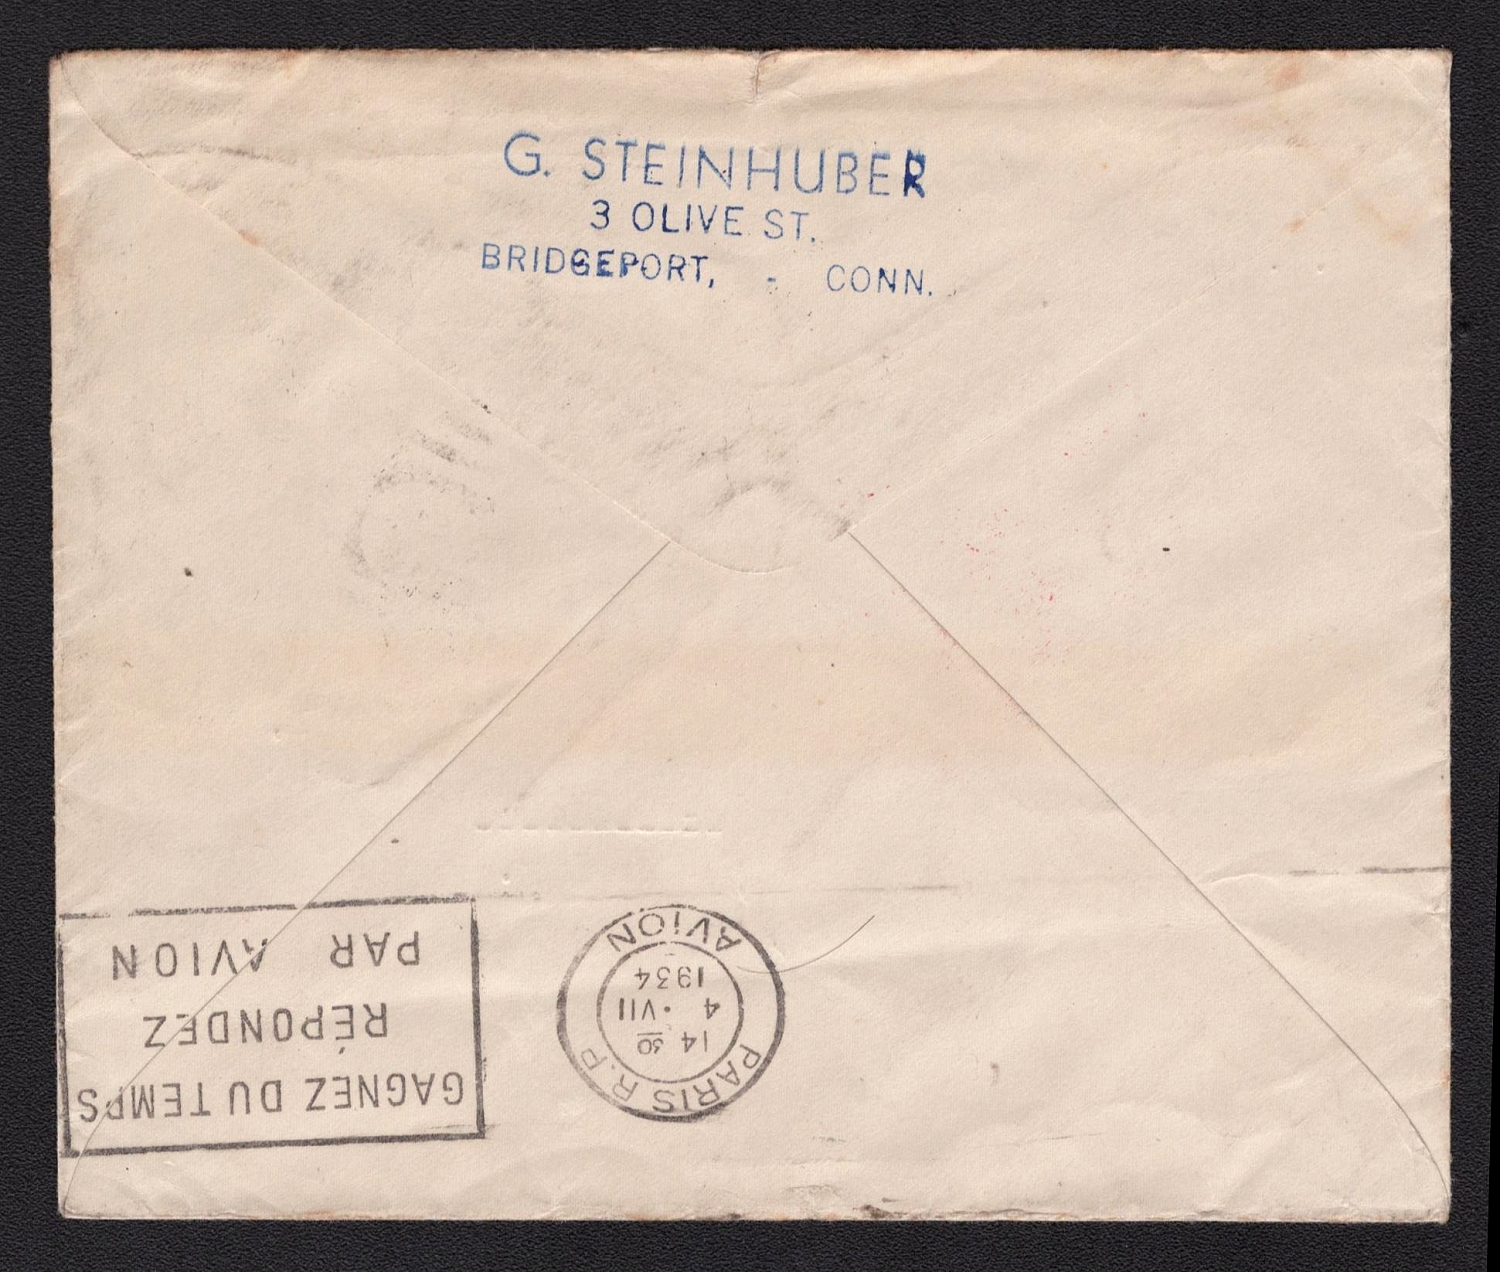 G. STEINHUBER
3 OLIVE ST.
BRIDGEPORT, - CONN.
GAGNEZ DU TEMPS
RÉPONDEZ
PAR AVION
PARIS R.P
14 30
4 · VII
1934
AVION